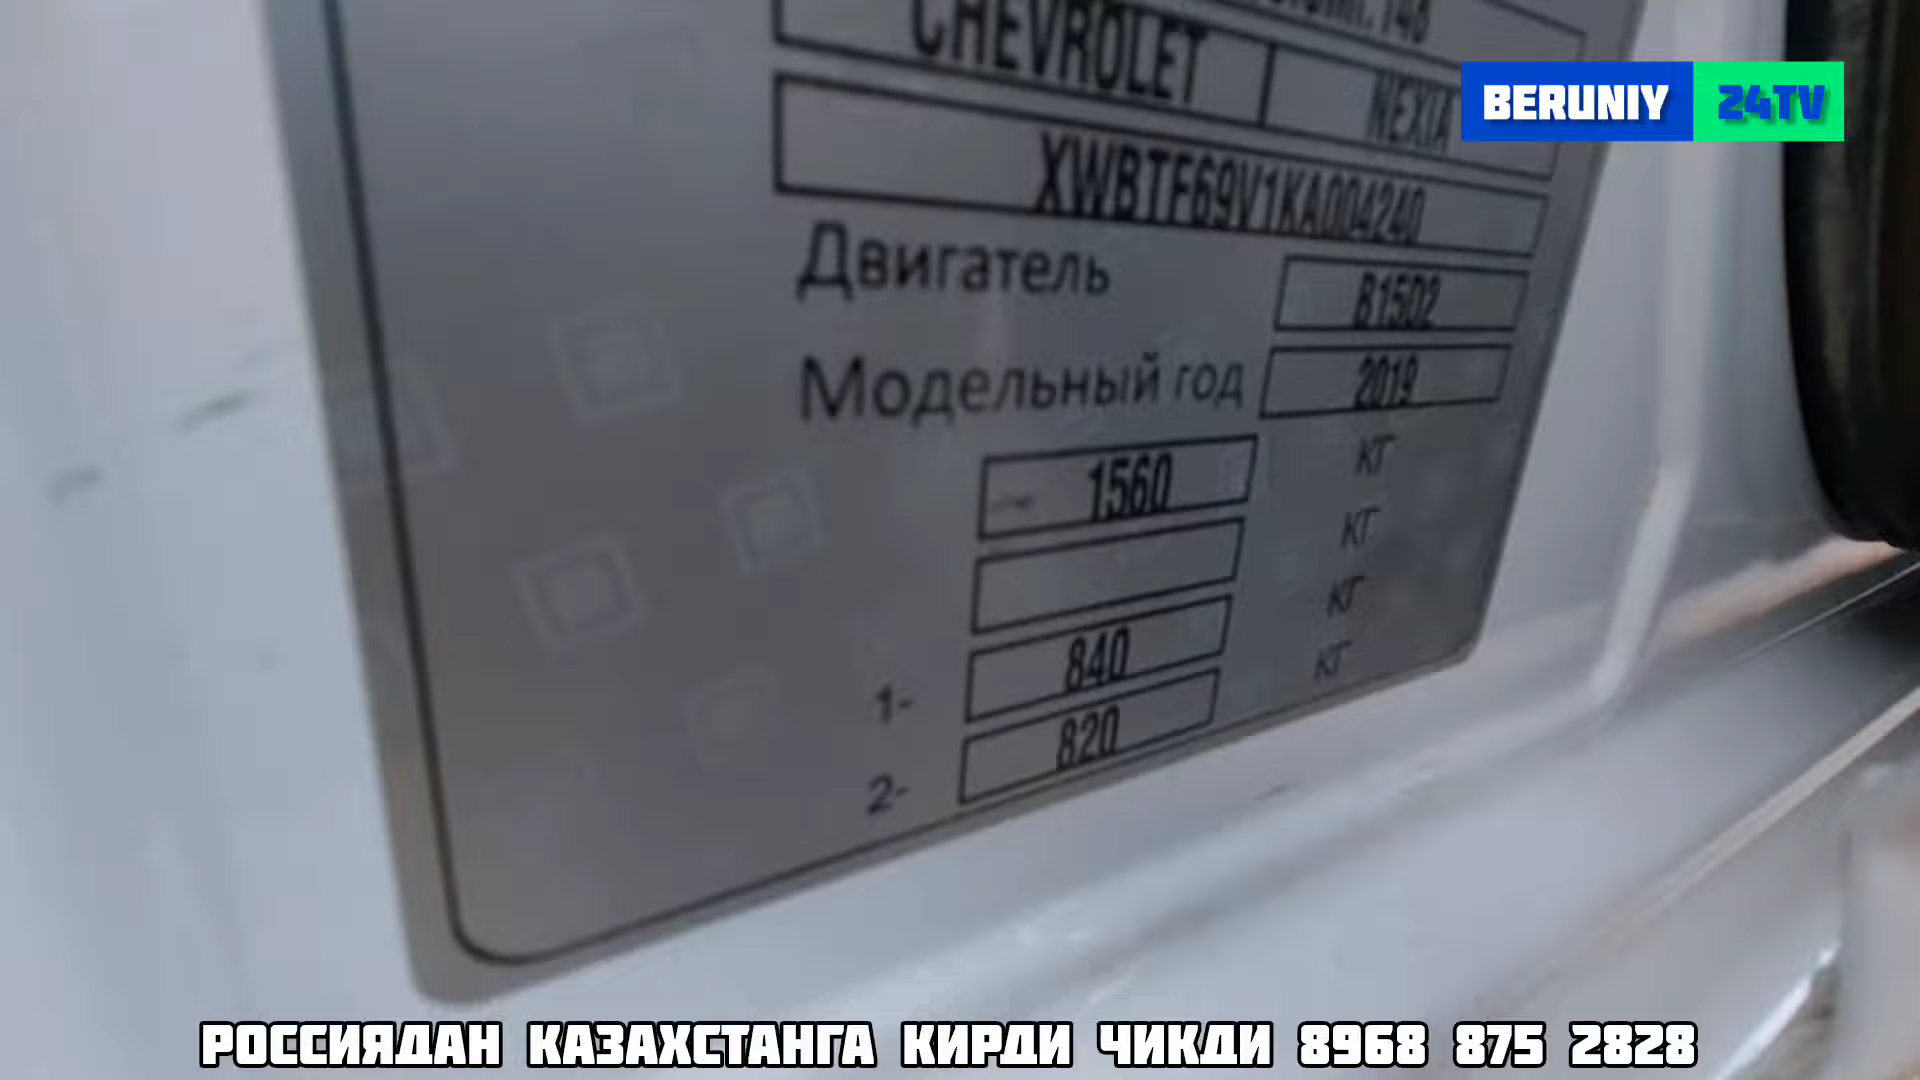 CHEVROLET NEXIA
BERUNIY 24TV
XWBTF69V1KA004240
Двигатель B15D2
Модельный год 2019
1560 кг
кг
1- 840 кг
2- 820 кг
РОССИЯДАН КАЗАХСТАНГА КИРДИ ЧИКДИ 8968 875 2828